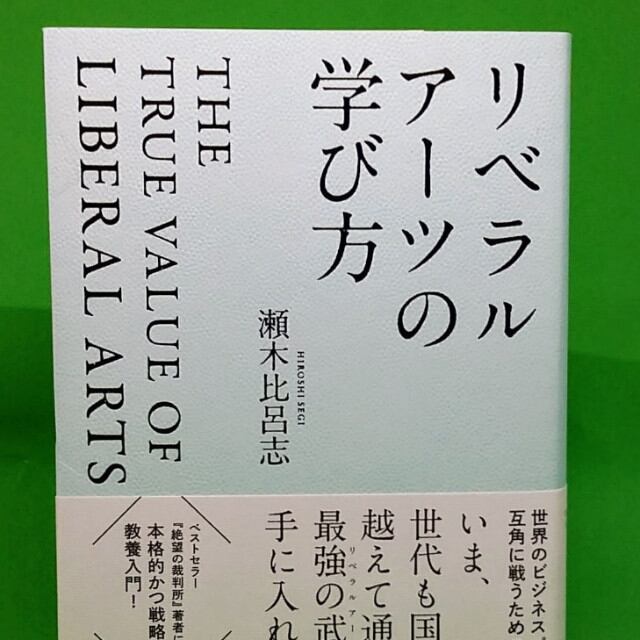 リベラル
アーツの
学び方
THE
TRUE VALUE OF
LIBERAL ARTS
瀬木比呂志
HIROSHI SEGI
世界のビジネス
互角に戦うため
いま、
世代も国
越えて通
最強の武
リベラルアー
手に入れ
ベストセラー
『絶望の裁判所』著者に
本格的かつ戦略
教養入門！